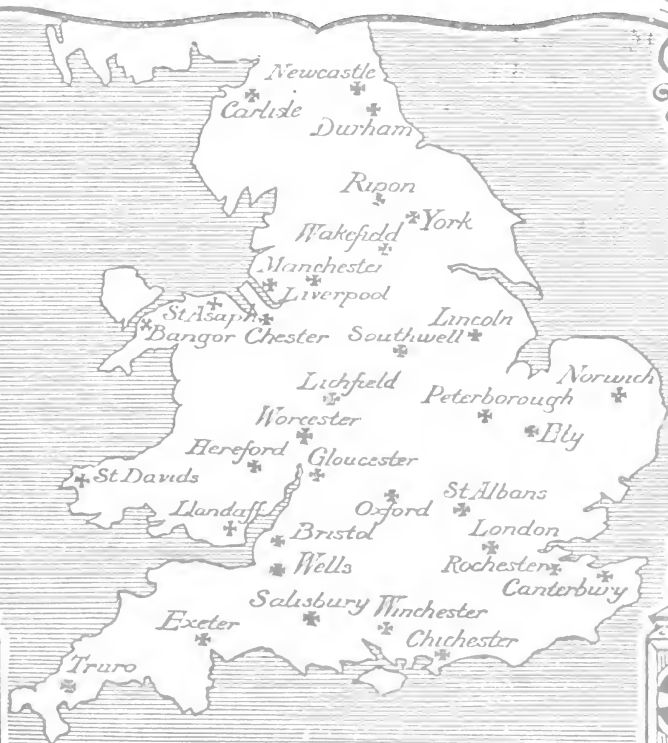 Newcastle
Carlisle
Durham
Ripon
York
Wakefield
Manchester
Liverpool
St Asaph
Bangor Chester
Southwell
Lincoln
Lichfield
Norwich
Peterborough
Worcester
Ely
Hereford
Gloucester
St Davids
Llandaff
Oxford
St Albans
Bristol
London
Wells
Rochester
Canterbury
Salisbury
Winchester
Exeter
Chichester
Truro